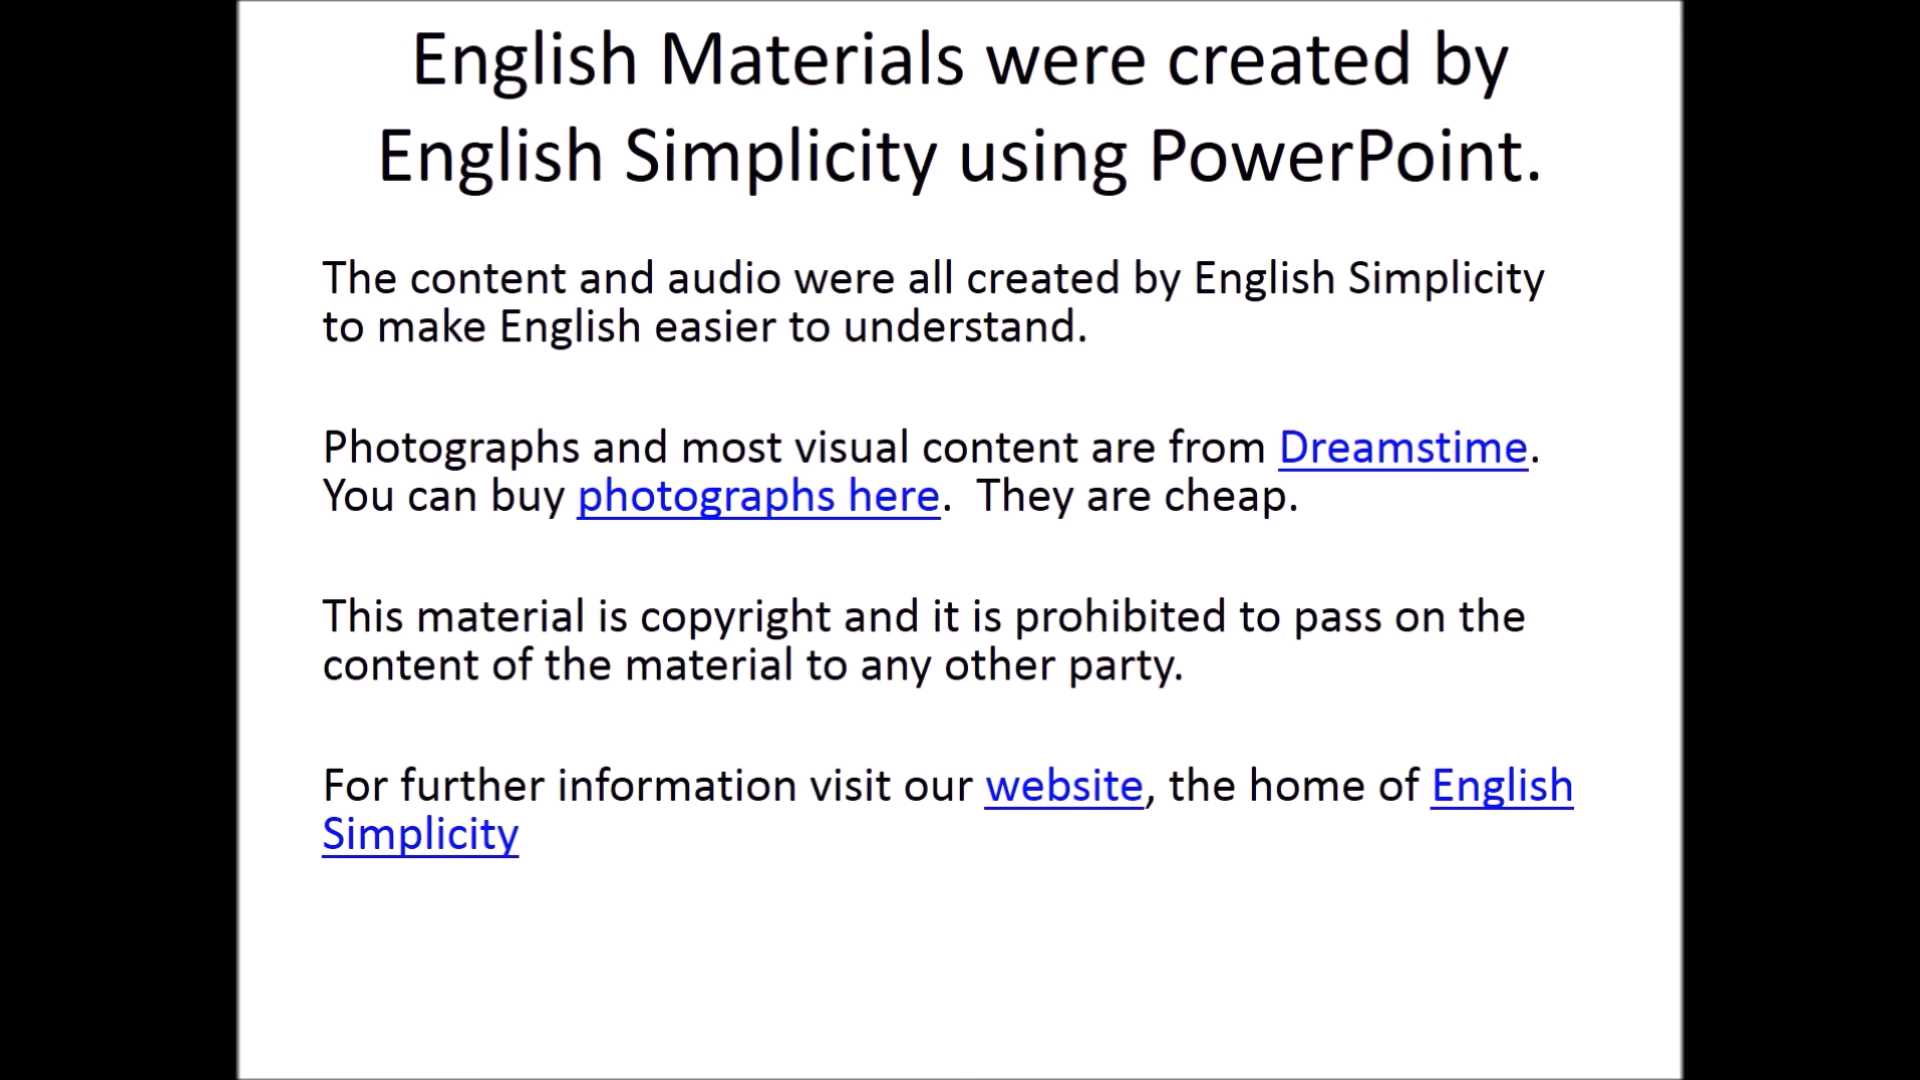 English Materials were created by
English Simplicity using PowerPoint.
The content and audio were all created by English Simplicity
to make English easier to understand.
Photographs and most visual content are from Dreamstime.
You can buy photographs here.  They are cheap.
This material is copyright and it is prohibited to pass on the
content of the material to any other party.
For further information visit our website, the home of English
Simplicity